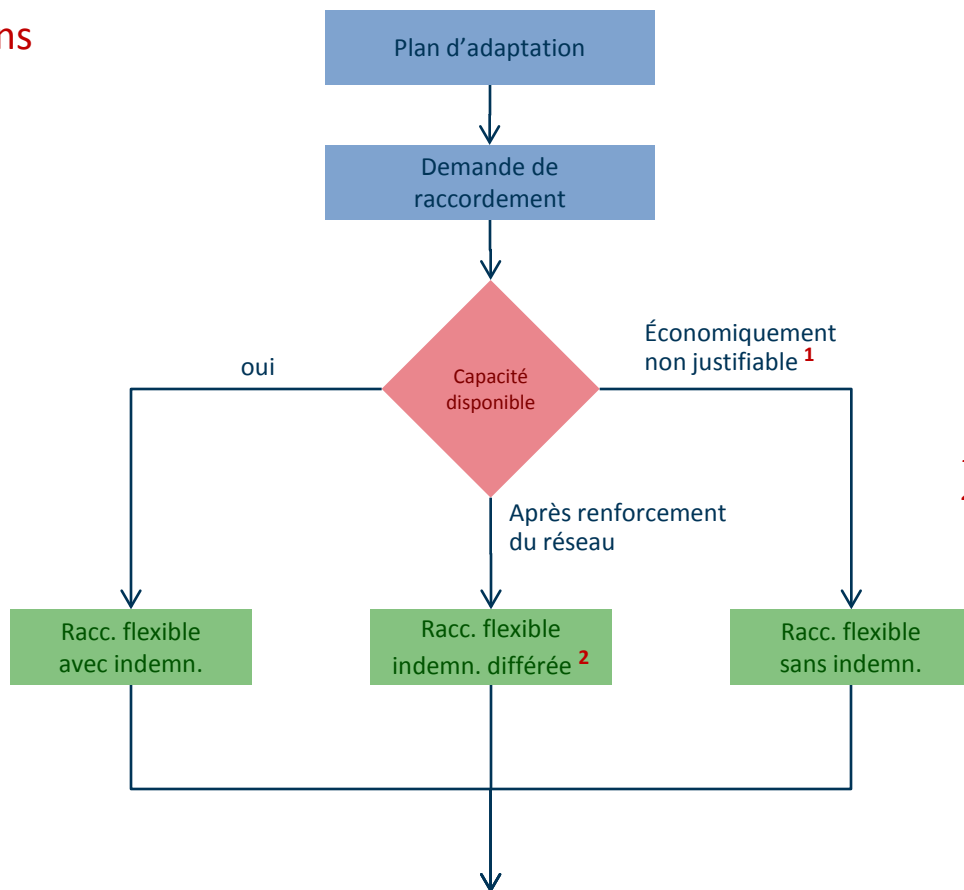 ns
Plan d’adaptation
Demande de
raccordement
Économiquement
non justifiable 1
oui
Capacité
disponible
Après renforcement
du réseau
Racc. flexible
avec indemn.
Racc. flexible
indemn. différée 2
Racc. flexible
sans indemn.